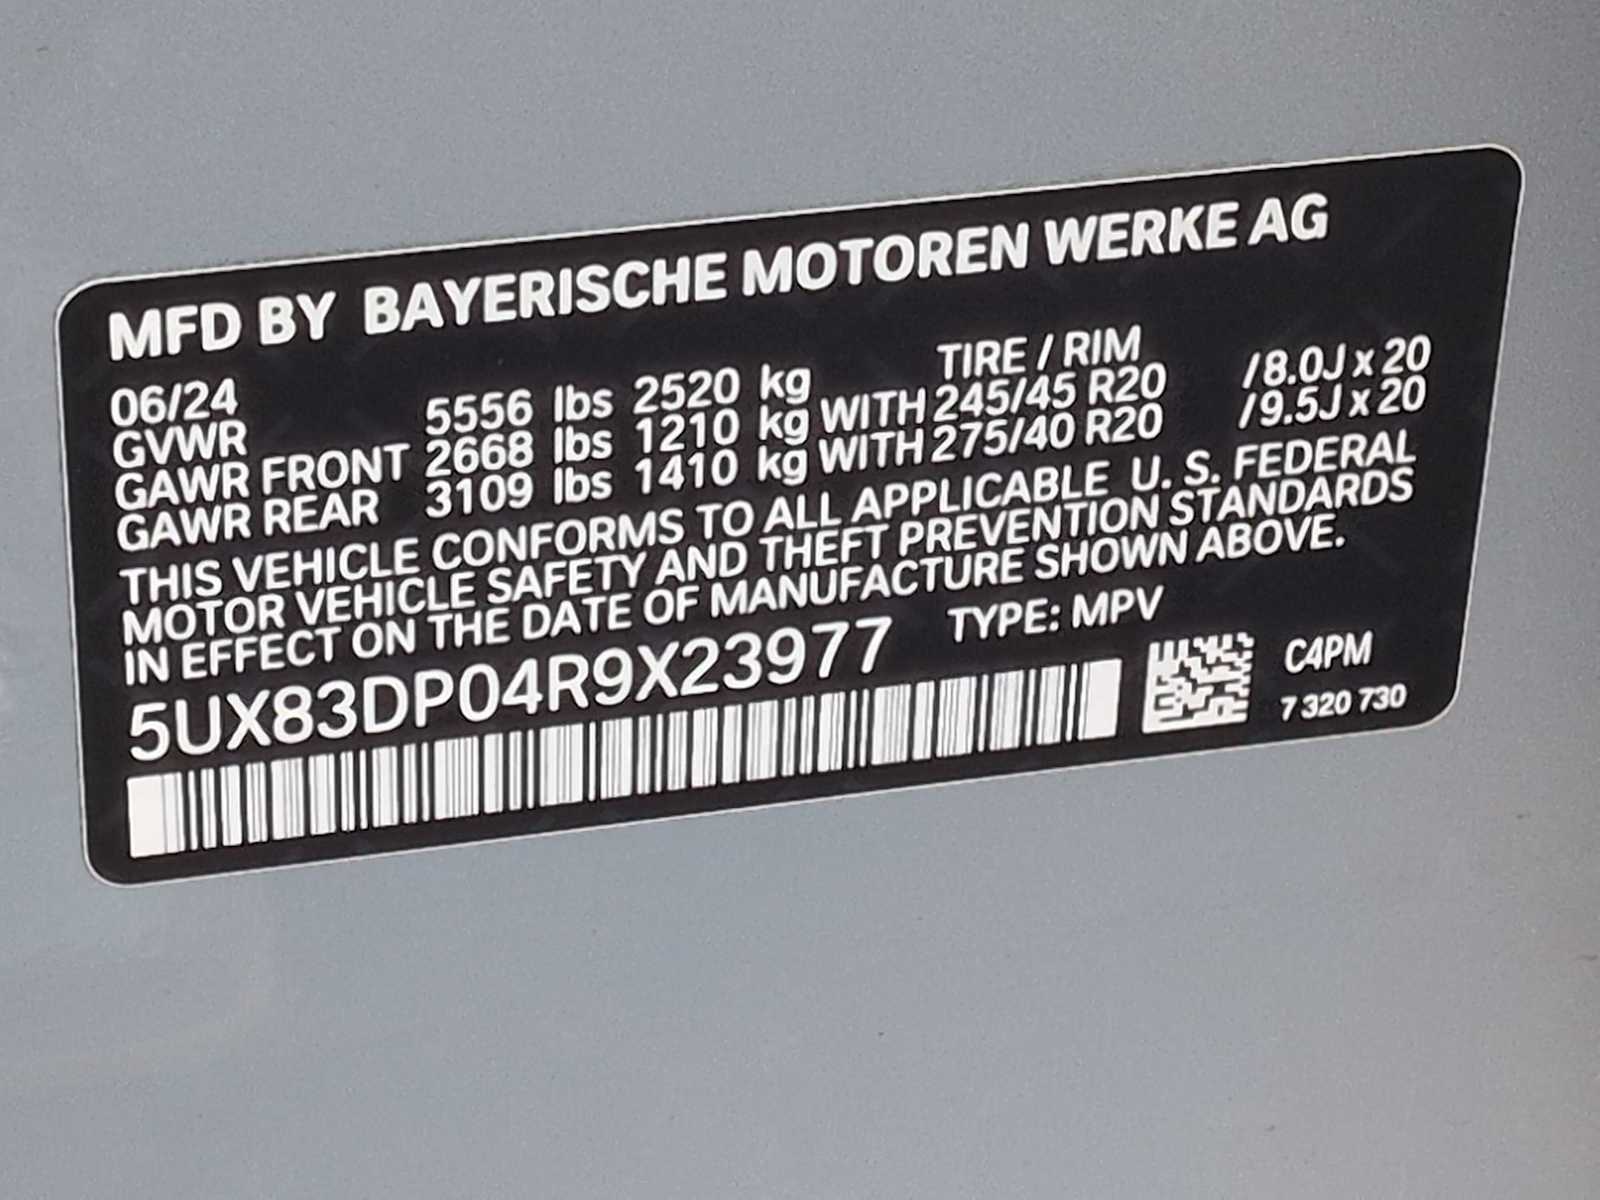 MFD BY BAYERISCHE MOTOREN WERKE AG
06/24 TIRE / RIM
GVWR 5556 lbs 2520 kg
GAWR FRONT 2668 lbs 1210 kg WITH 245/45 R20 /8.0J x 20
GAWR REAR 3109 lbs 1410 kg WITH 275/40 R20 /9.5J x 20
THIS VEHICLE CONFORMS TO ALL APPLICABLE U. S. FEDERAL
MOTOR VEHICLE SAFETY AND THEFT PREVENTION STANDARDS
IN EFFECT ON THE DATE OF MANUFACTURE SHOWN ABOVE.
5UX83DP04R9X23977 TYPE: MPV
C4PM
7 320 730